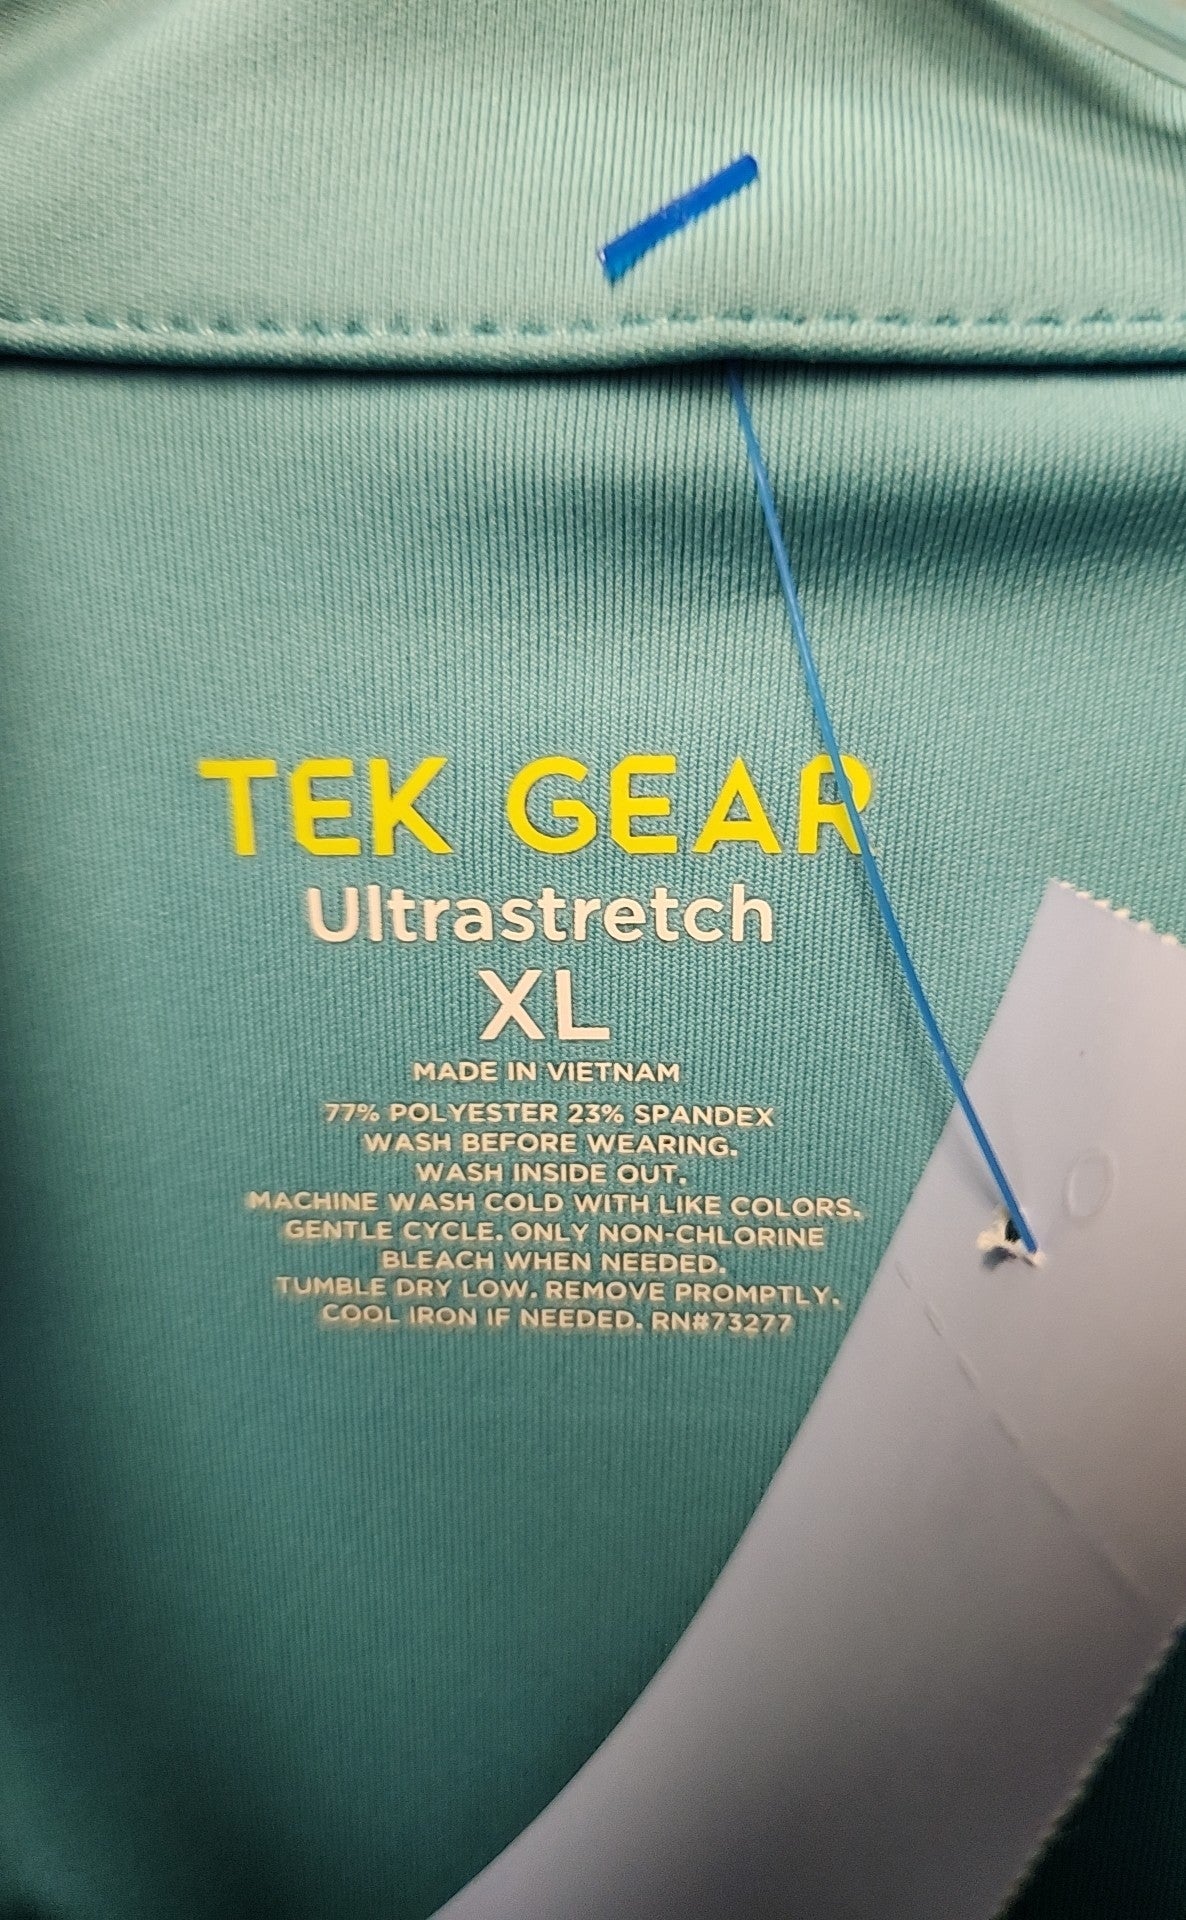 TEK GEAR
Ultrastretch
XL
MADE IN VIETNAM
77% POLYESTER 23% SPANDEX
WASH BEFORE WEARING.
WASH INSIDE OUT.
MACHINE WASH COLD WITH LIKE COLORS.
GENTLE CYCLE. ONLY NON-CHLORINE
BLEACH WHEN NEEDED.
TUMBLE DRY LOW. REMOVE PROMPTLY.
COOL IRON IF NEEDED. RN#73277